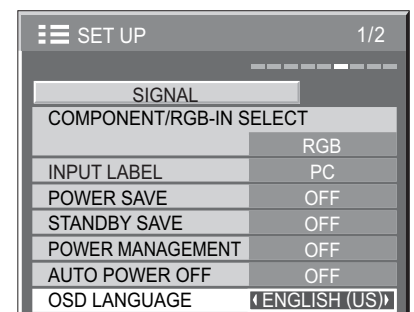 SET UP 1/2
SIGNAL
COMPONENT/RGB-IN SELECT
RGB
INPUT LABEL PC
POWER SAVE OFF
STANDBY SAVE OFF
POWER MANAGEMENT OFF
AUTO POWER OFF OFF
OSD LANGUAGE ENGLISH (US)